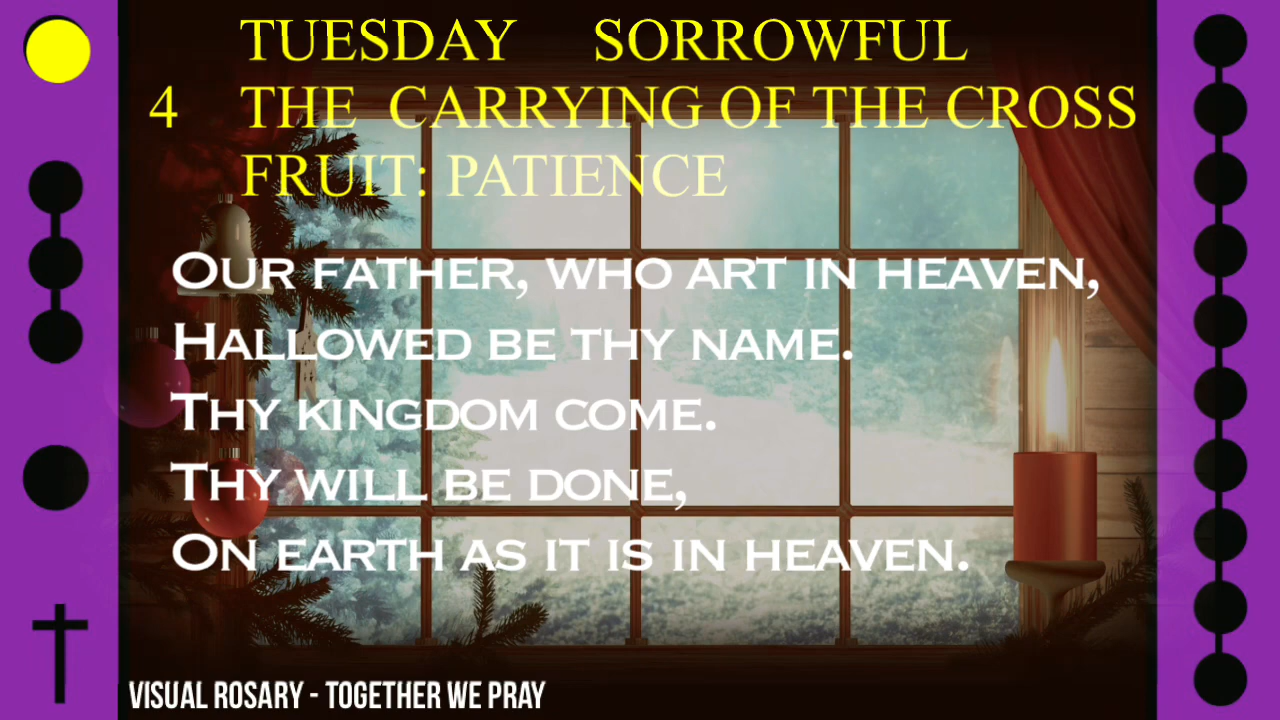 TUESDAY SORROWFUL
4 THE CARRYING OF THE CROSS
FRUIT: PATIENCE
OUR FATHER, WHO ART IN HEAVEN,
HALLOWED BE THY NAME.
THY KINGDOM COME.
THY WILL BE DONE,
ON EARTH AS IT IS IN HEAVEN.
VISUAL ROSARY - TOGETHER WE PRAY